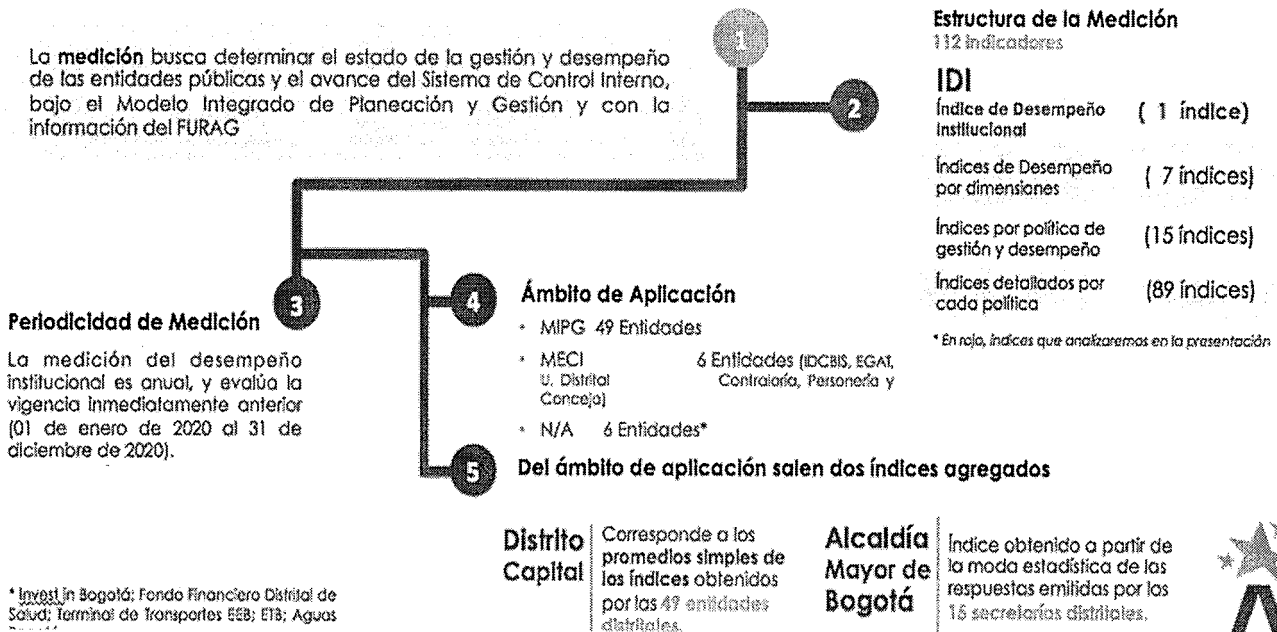 1
La medición busca determinar el estado de la gestión y desempeño
de las entidades públicas y el avance del Sistema de Control Interno,
bajo el Modelo Integrado de Planeación y Gestión y con la
información del FURAG
2
Estructura de la Medición
112 indicadores
IDI
Índice de Desempeño
Institucional
( 1 índice)
Índices de Desempeño
por dimensiones
( 7 índices)
Índices por política de
gestión y desempeño
(15 índices)
Índices detallados por
cada política
(89 índices)
* En rojo, índices que analizaremos en la presentación
3
Periodicidad de Medición
La medición del desempeño
institucional es anual, y evalúa la
vigencia inmediatamente anterior
(01 de enero de 2020 al 31 de
diciembre de 2020).
4
Ámbito de Aplicación
• MIPG 49 Entidades
• MECI 6 Entidades (IDCBIS, EGAT,
U. Distrital Contraloría, Personería y
Concejo)
• N/A 6 Entidades*
5
Del ámbito de aplicación salen dos índices agregados
Distrito
Capital
Corresponde a los
promedios simples de
los índices obtenidos
por las 49 entidades
distritales.
Alcaldía
Mayor de
Bogotá
Índice obtenido a partir de
la moda estadística de las
respuestas emitidas por las
15 secretarías distritales.
* Invest in Bogotá; Fondo Financiero Distrital de
Salud; Terminal de Transportes EEB; ETB; Aguas